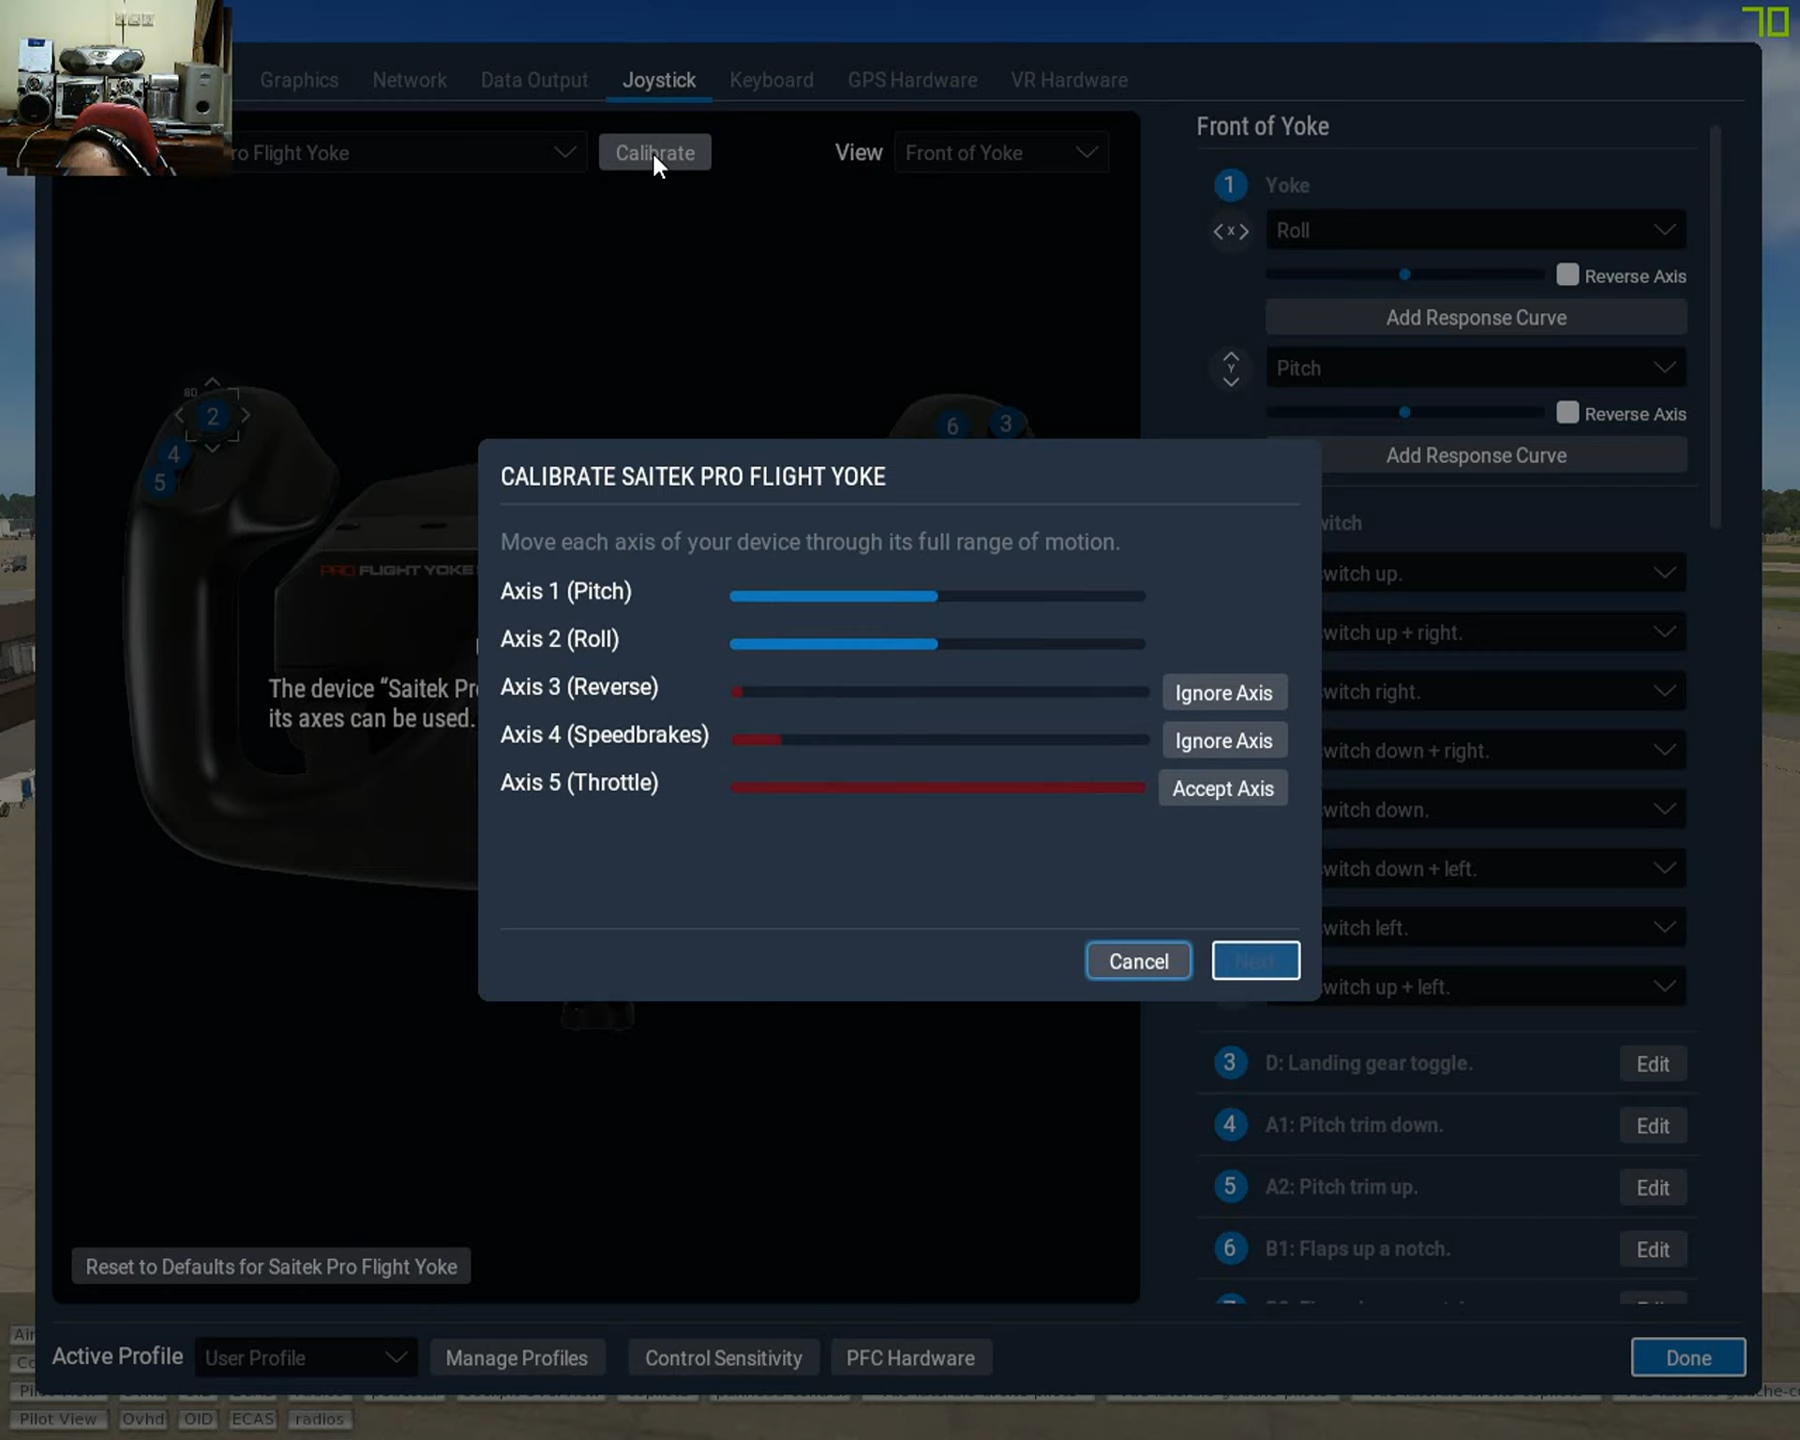 70
Graphics Network Data Output Joystick Keyboard GPS Hardware VR Hardware
ro Flight Yoke Calibrate View Front of Yoke
Front of Yoke
1 Yoke
X Roll
Reverse Axis
Add Response Curve
Y Pitch
Reverse Axis
Add Response Curve
2
4
5
6 3
PRO FLIGHT YOKE
The device “Saitek Pr
its axes can be used.
CALIBRATE SAITEK PRO FLIGHT YOKE
Move each axis of your device through its full range of motion.
Axis 1 (Pitch)
Axis 2 (Roll)
Axis 3 (Reverse) Ignore Axis
Axis 4 (Speedbrakes) Ignore Axis
Axis 5 (Throttle) Accept Axis
Cancel Next
witch
witch up.
witch up + right.
witch right.
witch down + right.
witch down.
witch down + left.
witch left.
witch up + left.
3 D: Landing gear toggle. Edit
4 A1: Pitch trim down. Edit
5 A2: Pitch trim up. Edit
6 B1: Flaps up a notch. Edit
Reset to Defaults for Saitek Pro Flight Yoke
Active Profile User Profile Manage Profiles Control Sensitivity PFC Hardware Done
Pilot View Ovhd OID ECAS radios